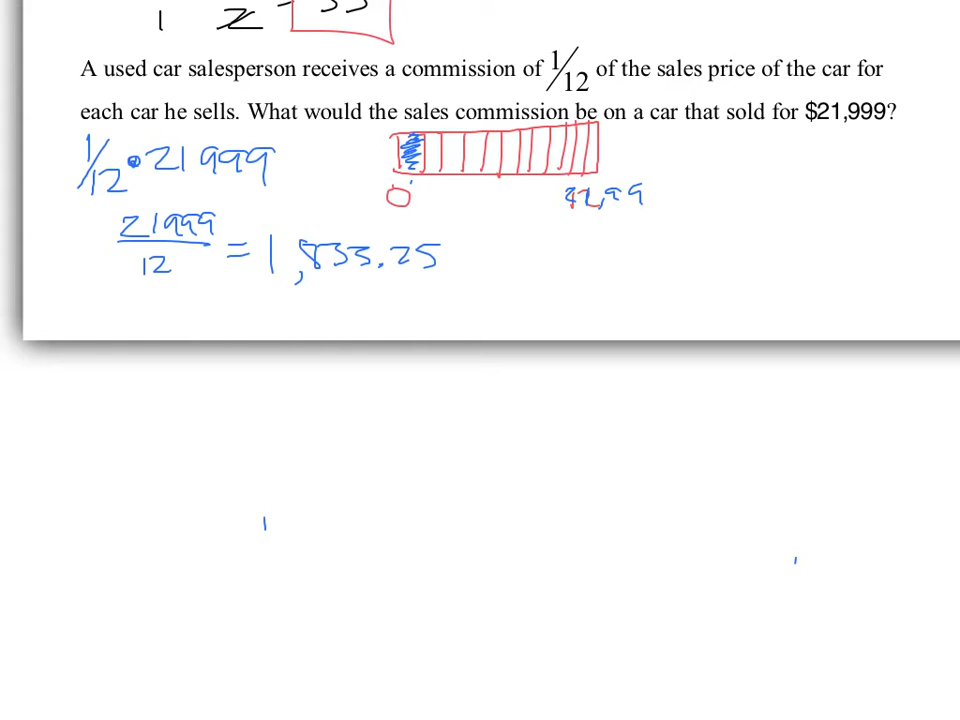 1 2
A used car salesperson receives a commission of 1/12 of the sales price of the car for
each car he sells. What would the sales commission be on a car that sold for $21,999?
1/12 • 21999
0
21999/12 = 1,833.25